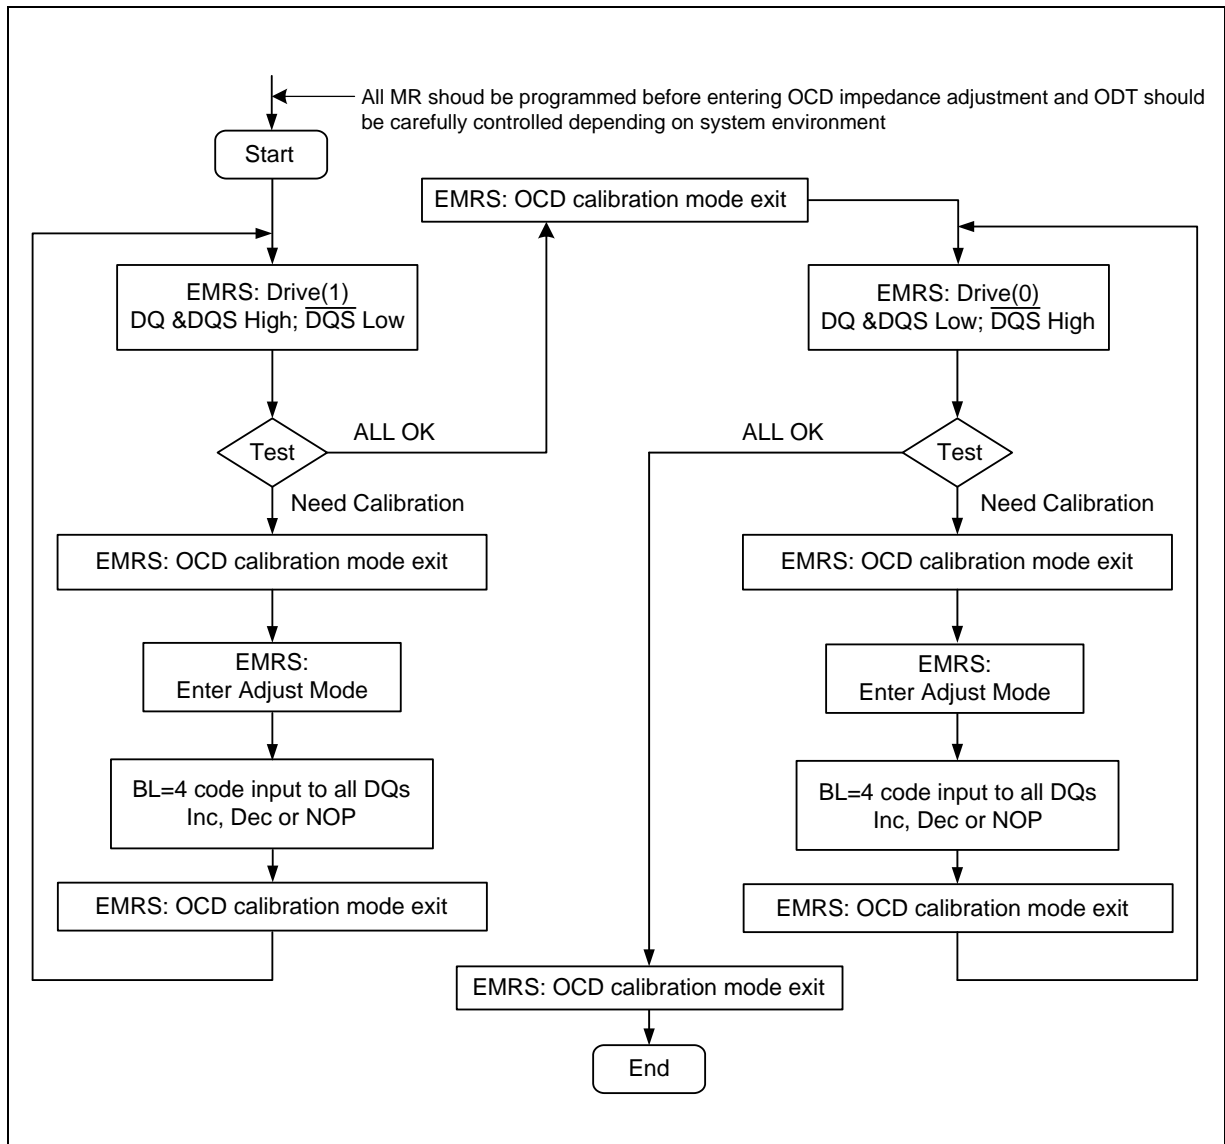 All MR shoud be programmed before entering OCD impedance adjustment and ODT should
be carefully controlled depending on system environment
Start
EMRS: OCD calibration mode exit
EMRS: Drive(1)
DQ &DQS High; D̅Q̅S̅ Low
Test
ALL OK
Need Calibration
EMRS: OCD calibration mode exit
EMRS:
Enter Adjust Mode
BL=4 code input to all DQs
Inc, Dec or NOP
EMRS: OCD calibration mode exit
EMRS: Drive(0)
DQ &DQS Low; D̅Q̅S̅ High
Test
ALL OK
Need Calibration
EMRS: OCD calibration mode exit
EMRS:
Enter Adjust Mode
BL=4 code input to all DQs
Inc, Dec or NOP
EMRS: OCD calibration mode exit
EMRS: OCD calibration mode exit
End